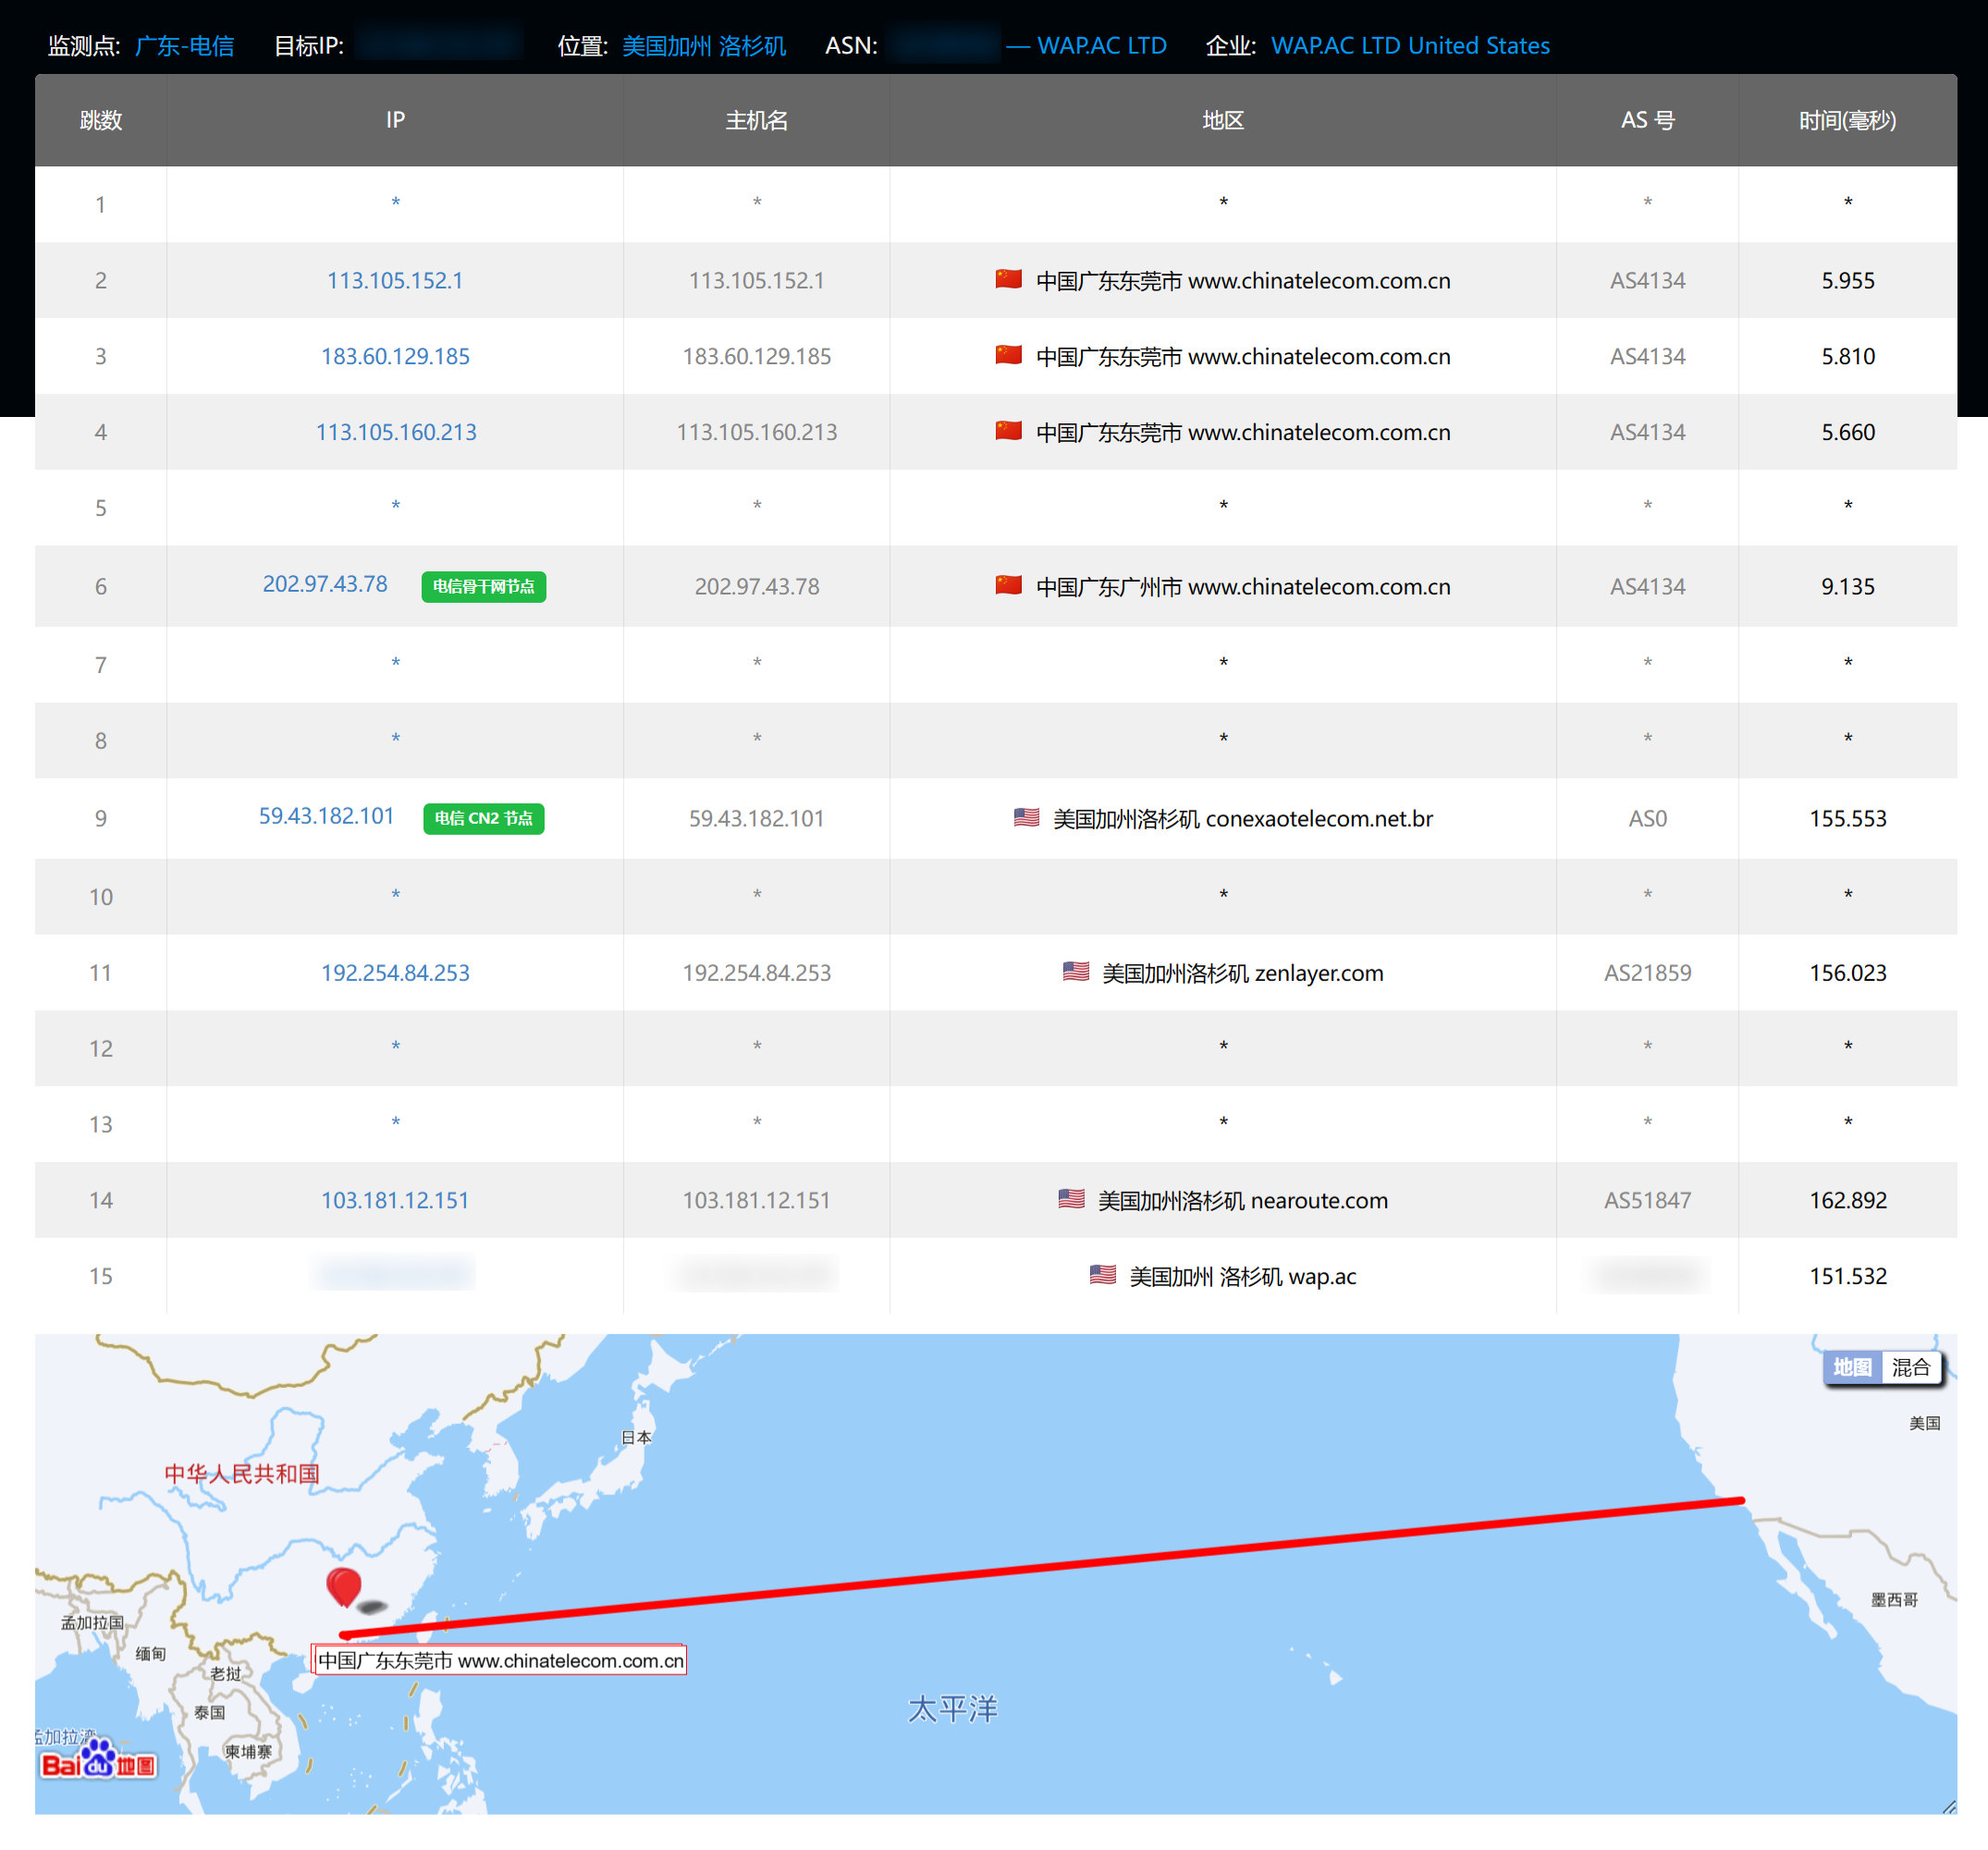 监测点: 广东-电信 目标IP: 位置: 美国加州 洛杉矶 ASN: — WAP.AC LTD 企业: WAP.AC LTD United States
跳数 IP 主机名 地区 AS 号 时间(毫秒)
1 * * * * *
2 113.105.152.1 113.105.152.1 中国广东东莞市 www.chinatelecom.com.cn AS4134 5.955
3 183.60.129.185 183.60.129.185 中国广东东莞市 www.chinatelecom.com.cn AS4134 5.810
4 113.105.160.213 113.105.160.213 中国广东东莞市 www.chinatelecom.com.cn AS4134 5.660
5 * * * * *
6 202.97.43.78 电信骨干网节点 202.97.43.78 中国广东广州市 www.chinatelecom.com.cn AS4134 9.135
7 * * * * *
8 * * * * *
9 59.43.182.101 电信 CN2 节点 59.43.182.101 美国加州洛杉矶 conexaotelecom.net.br AS0 155.553
10 * * * * *
11 192.254.84.253 192.254.84.253 美国加州洛杉矶 zenlayer.com AS21859 156.023
12 * * * * *
13 * * * * *
14 103.181.12.151 103.181.12.151 美国加州洛杉矶 nearoute.com AS51847 162.892
15 美国加州 洛杉矶 wap.ac 151.532
地图 混合
美国
日本
中华人民共和国
墨西哥
孟加拉国
缅甸
中国广东东莞市 www.chinatelecom.com.cn
老挝
太平洋
泰国
孟加拉湾
柬埔寨
Baidu地图